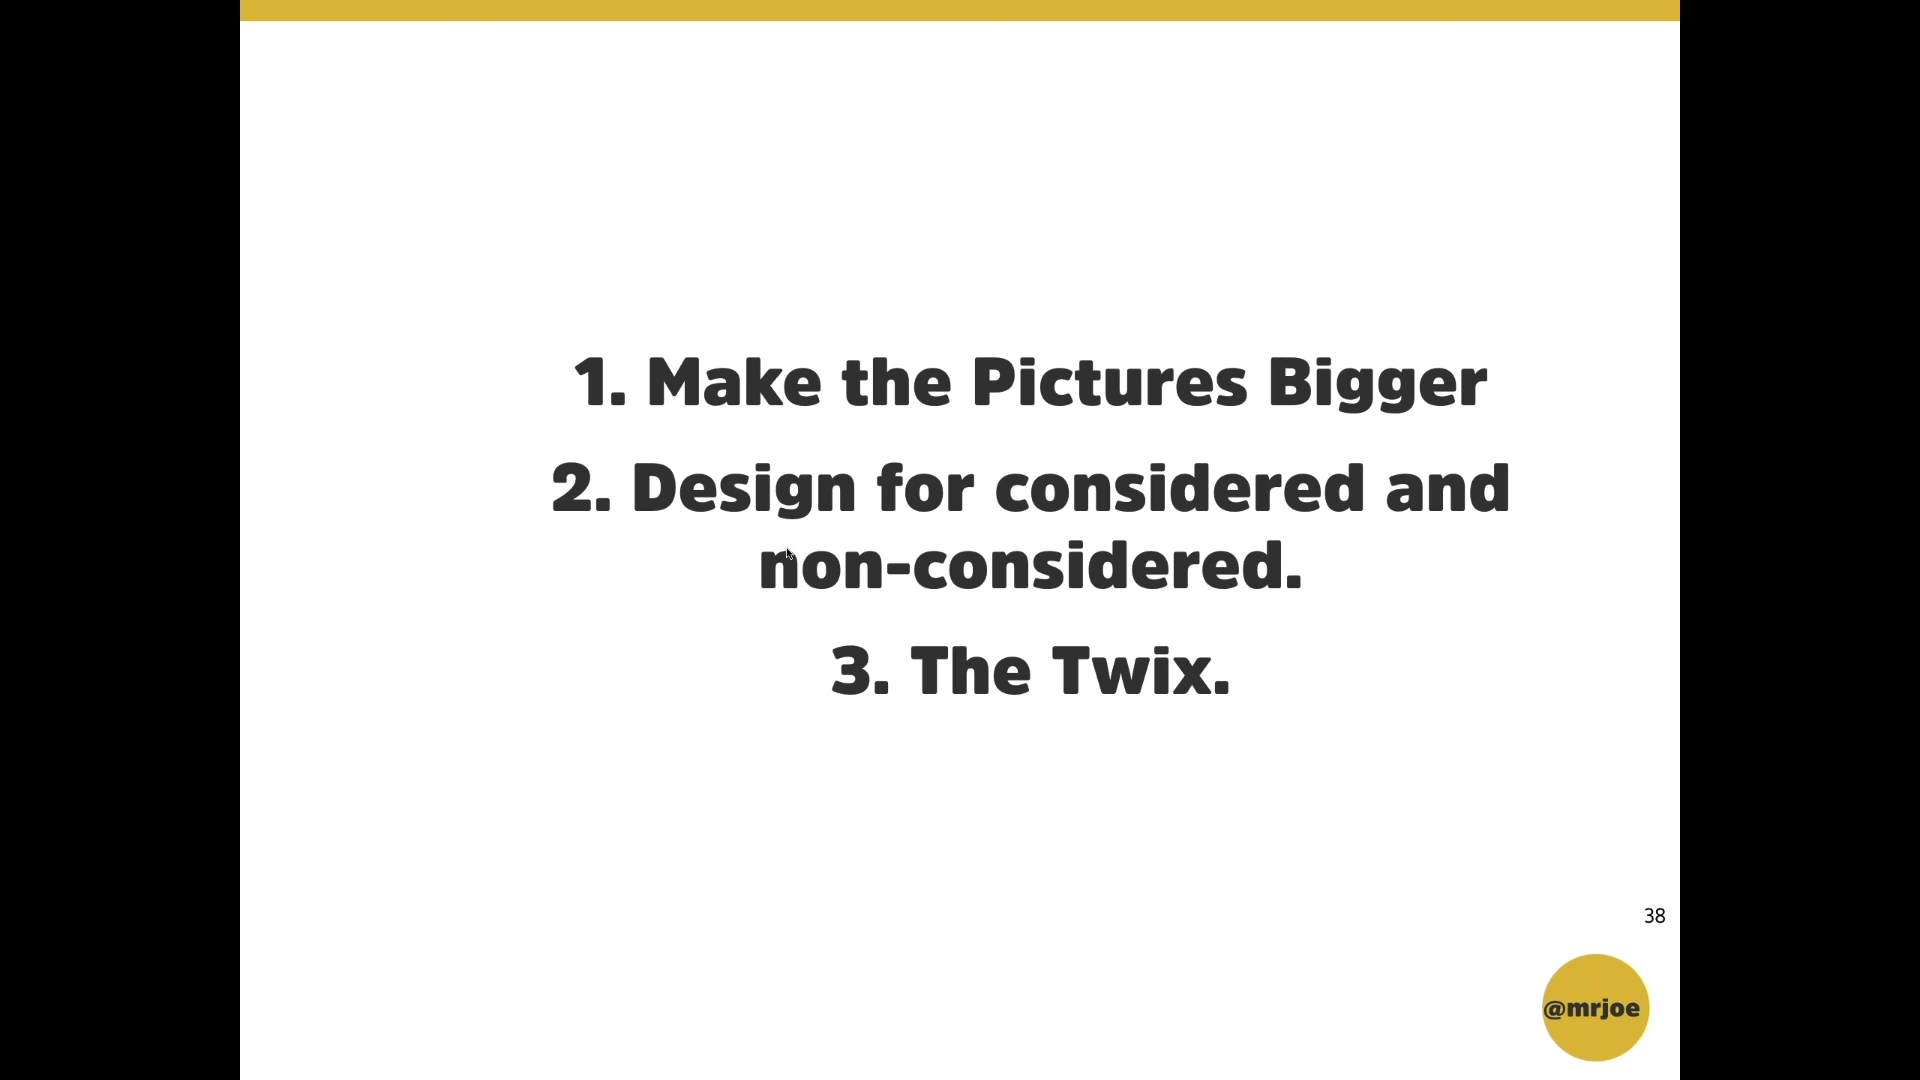 1. Make the Pictures Bigger
2. Design for considered and
non-considered.
3. The Twix.
38
@mrjoe